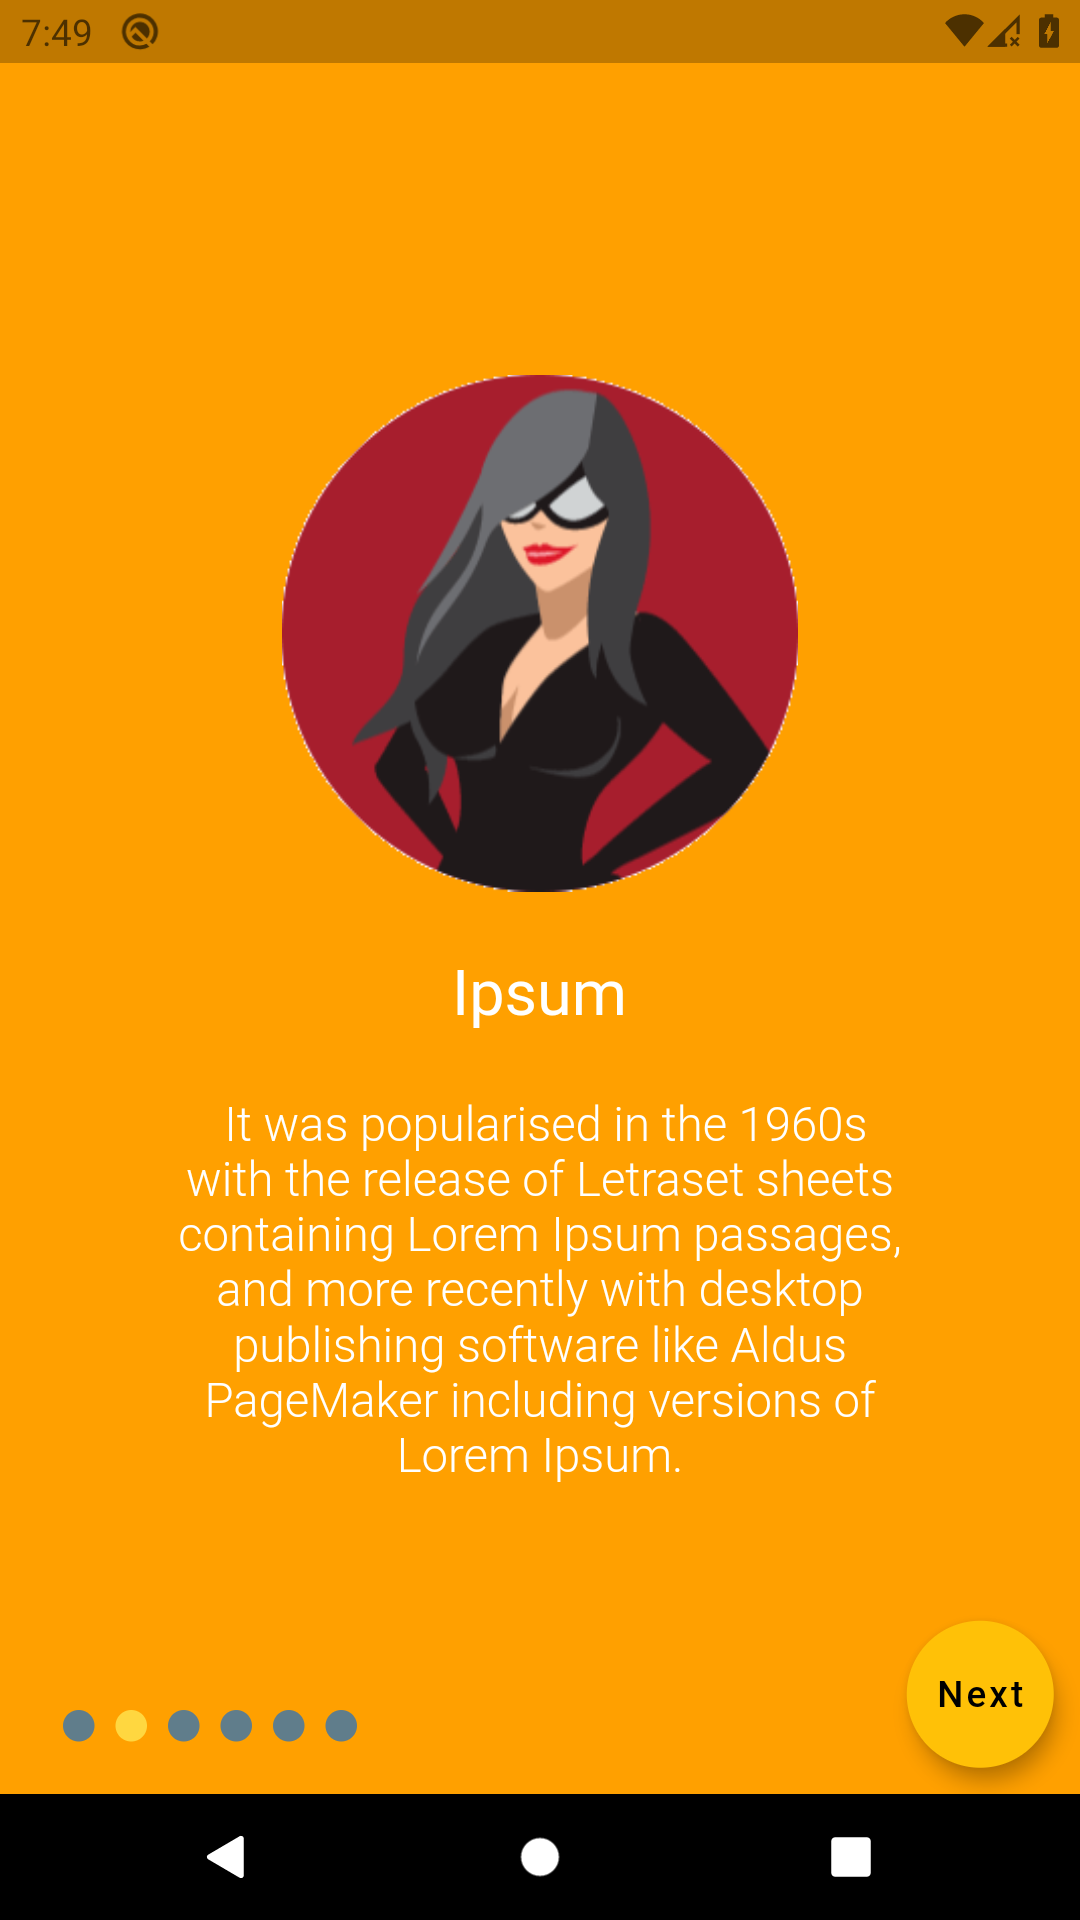 7:49
Ipsum
It was popularised in the 1960s
with the release of Letraset sheets
containing Lorem Ipsum passages,
and more recently with desktop
publishing software like Aldus
PageMaker including versions of
Lorem Ipsum.
Next